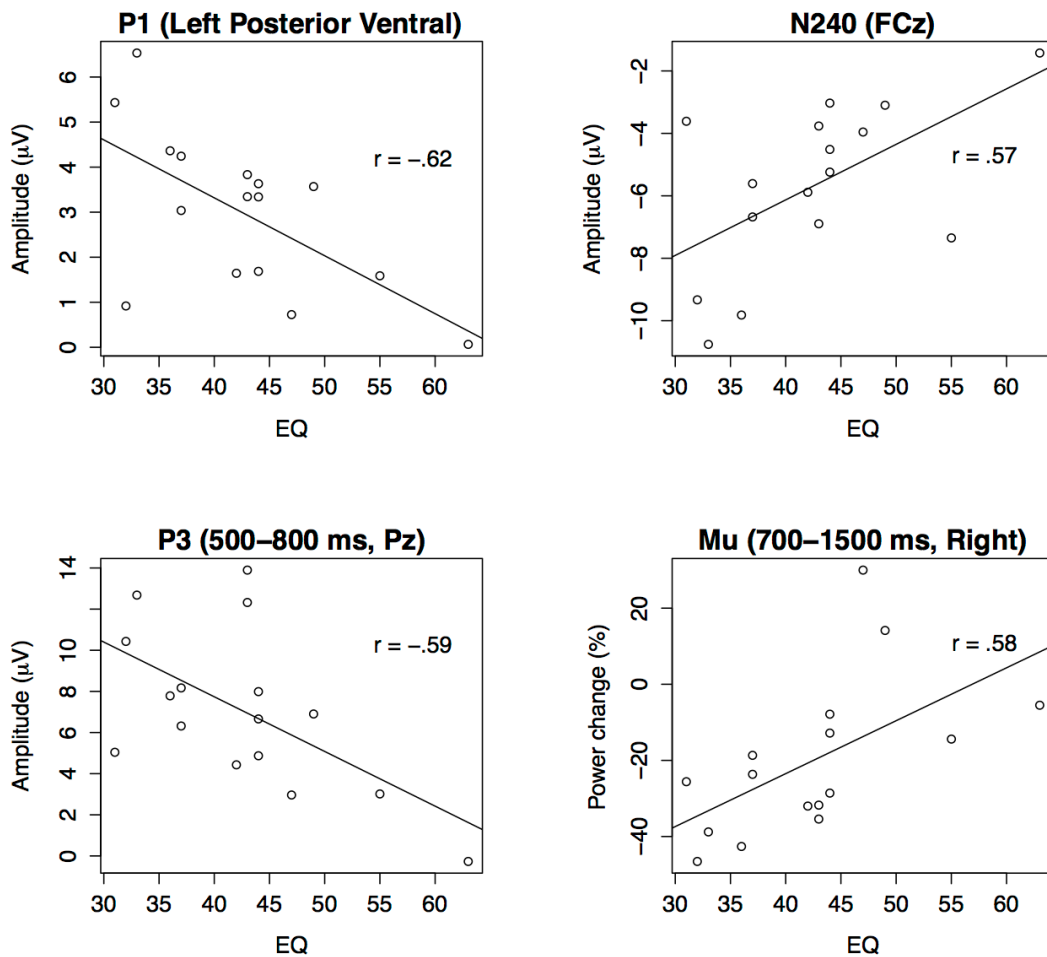 P1 (Left Posterior Ventral)
Amplitude (μV)
6
5
4
3
2
1
0
r = −.62
30 35 40 45 50 55 60
EQ
N240 (FCz)
Amplitude (μV)
−2
−4
−6
−8
−10
r = .57
30 35 40 45 50 55 60
EQ
P3 (500−800 ms, Pz)
Amplitude (μV)
14
10
8
6
4
2
0
r = −.59
30 35 40 45 50 55 60
EQ
Mu (700−1500 ms, Right)
Power change (%)
20
0
−20
−40
r = .58
30 35 40 45 50 55 60
EQ